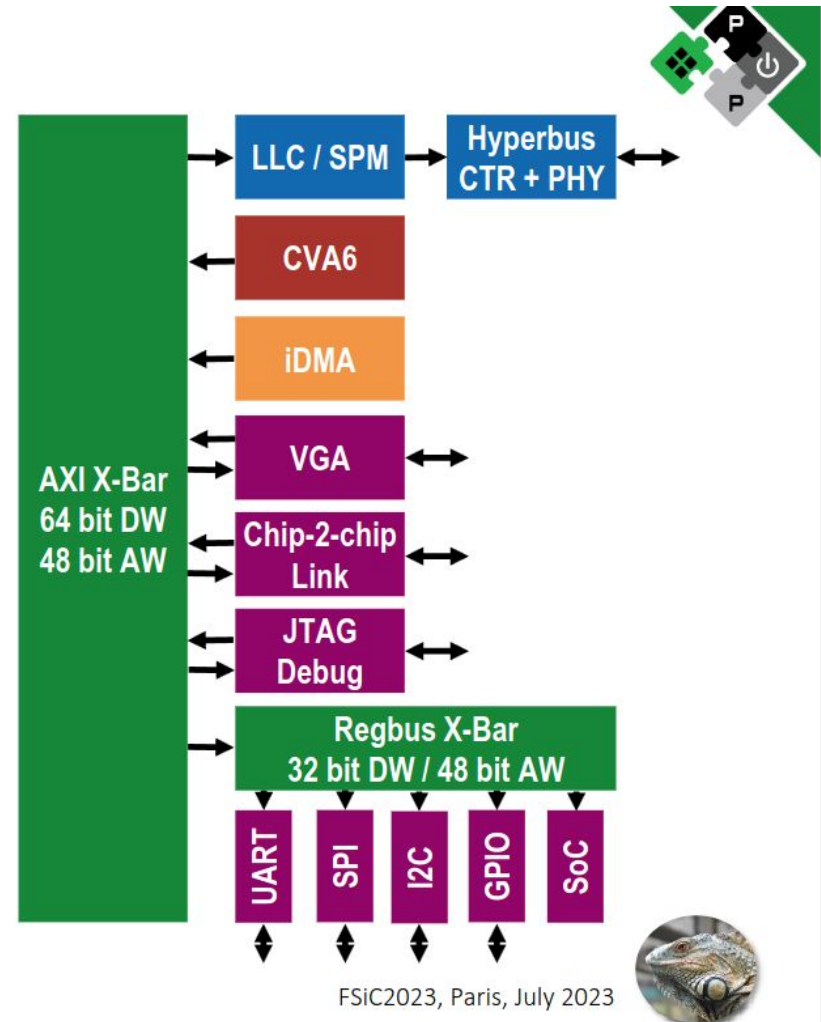 P
P
LLC / SPM
Hyperbus
CTR + PHY
CVA6
iDMA
VGA
AXI X-Bar
64 bit DW
48 bit AW
Chip-2-chip
Link
JTAG
Debug
Regbus X-Bar
32 bit DW / 48 bit AW
UART
SPI
I2C
GPIO
SoC
FSiC2023, Paris, July 2023